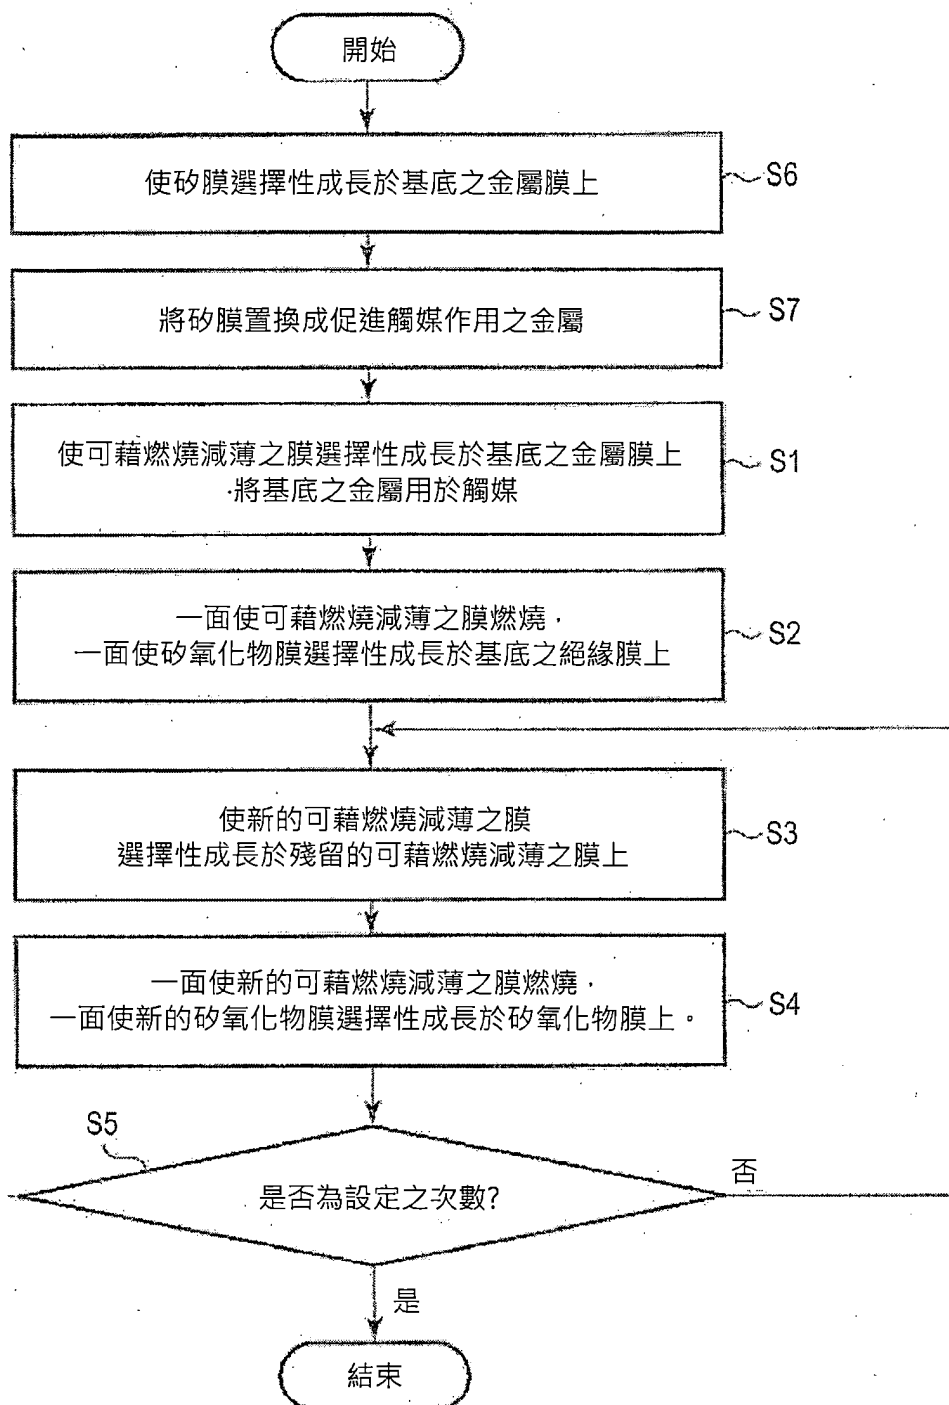 開始
使矽膜選擇性成長於基底之金屬膜上
S6
將矽膜置換成促進觸媒作用之金屬
S7
使可藉燃燒減薄之膜選擇性成長於基底之金屬膜上
·將基底之金屬用於觸媒
S1
一面使可藉燃燒減薄之膜燃燒，
一面使矽氧化物膜選擇性成長於基底之絕緣膜上
S2
使新的可藉燃燒減薄之膜
選擇性成長於殘留的可藉燃燒減薄之膜上
S3
一面使新的可藉燃燒減薄之膜燃燒，
一面使新的矽氧化物膜選擇性成長於矽氧化物膜上。
S4
S5
是否為設定之次數?
否
是
結束